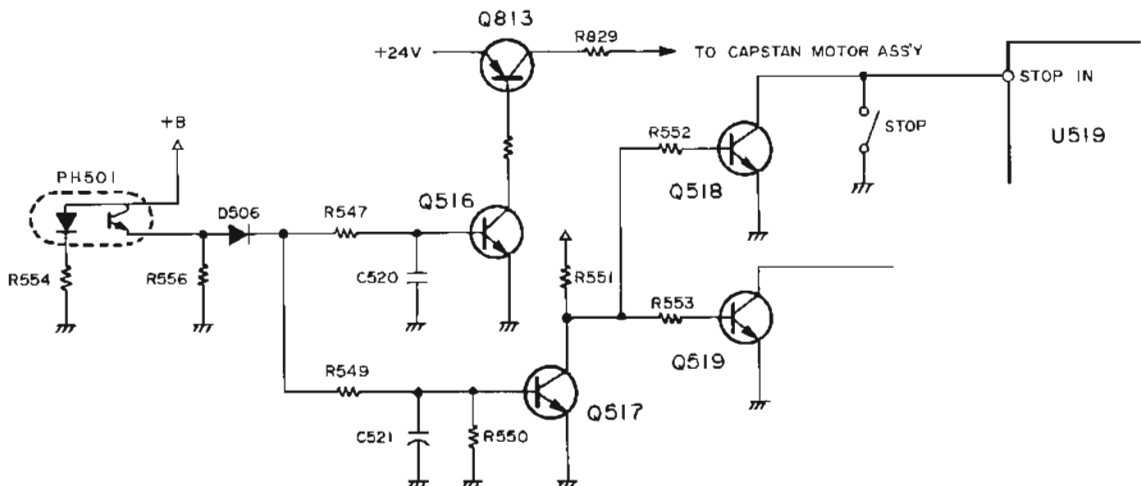 Q813
+24V
R829
TO CAPSTAN MOTOR ASS'Y
STOP IN
+B
R552
STOP
U519
PH501
Q518
D506
R547
Q516
R554
R556
C520
R551
R553
Q519
R549
Q517
C521
R550